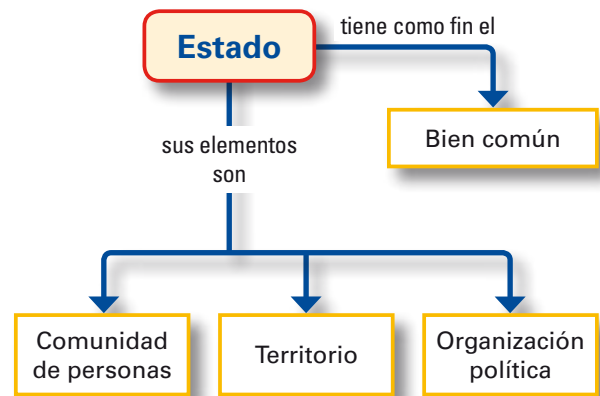 Estado
tiene como fin el
Bien común
sus elementos
son
Comunidad
de personas
Territorio
Organización
política